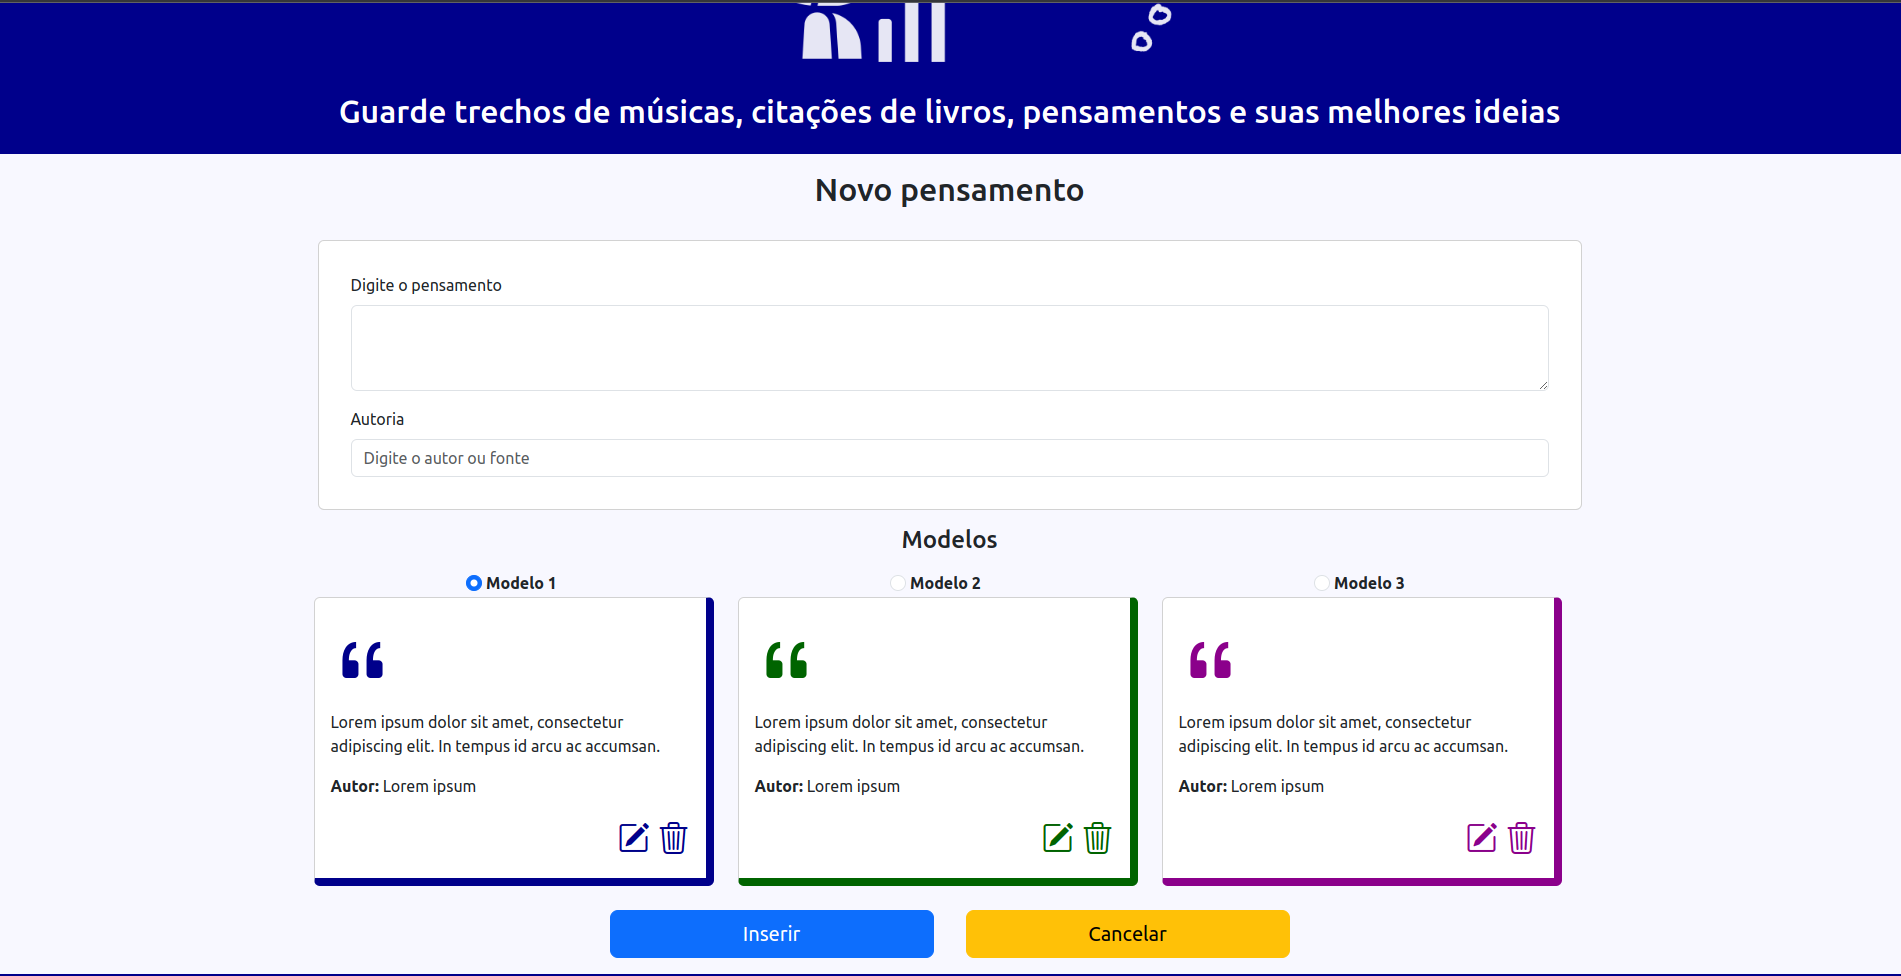 Guarde trechos de músicas, citações de livros, pensamentos e suas melhores ideias
Novo pensamento
Digite o pensamento
Autoria
Digite o autor ou fonte
Modelos
Modelo 1
Modelo 2
Modelo 3
Lorem ipsum dolor sit amet, consectetur
adipiscing elit. In tempus id arcu ac accumsan.
Autor: Lorem ipsum
Lorem ipsum dolor sit amet, consectetur
adipiscing elit. In tempus id arcu ac accumsan.
Autor: Lorem ipsum
Lorem ipsum dolor sit amet, consectetur
adipiscing elit. In tempus id arcu ac accumsan.
Autor: Lorem ipsum
Inserir
Cancelar